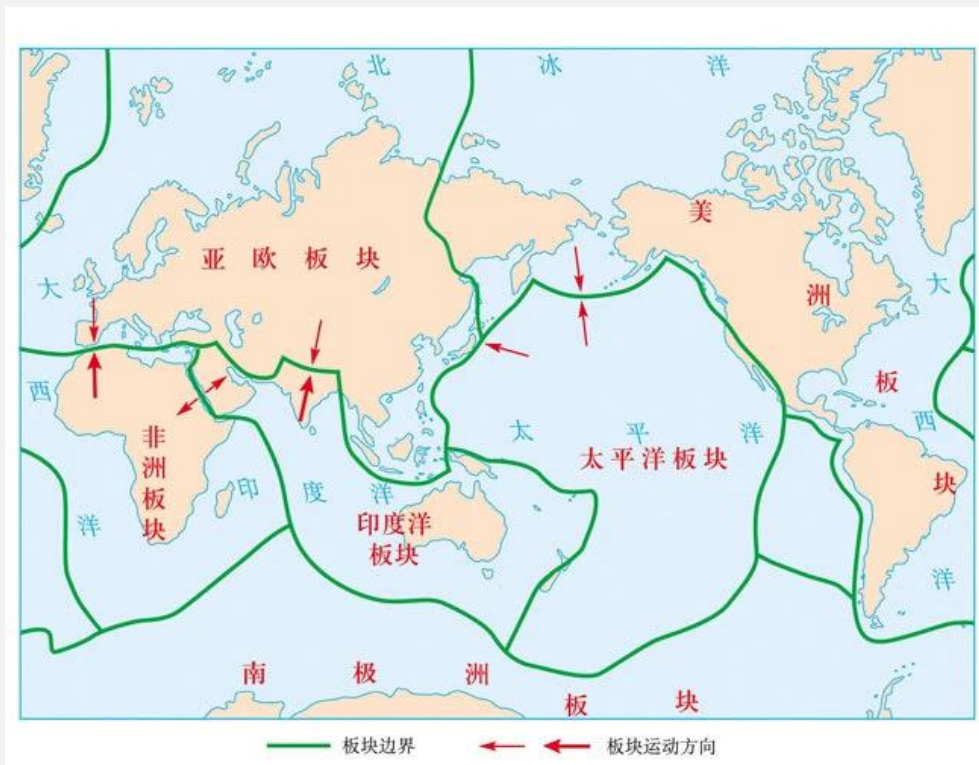 北冰洋
美
亚欧板块
大
洲
大
板
西
西
太平洋
非洲板块
太平洋板块
块
印度洋
洋
印度洋
板块
洋
南极洲板块
板块边界
板块运动方向